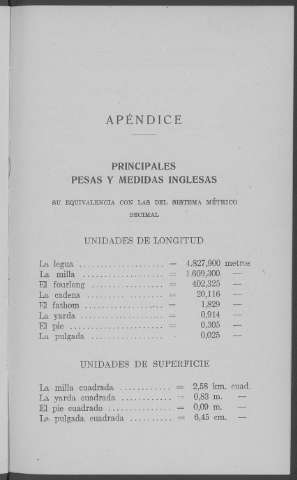 APÉNDICE
PRINCIPALES
PESAS Y MEDIDAS INGLESAS
SU EQUIVALENCIA CON LAS DEL SISTEMA MÉTRICO
DECIMAL
UNIDADES DE LONGITUD
La legua .................... = 4.827,900 metros
La milla .................... = 1.609,300 —
El fourlong .................. = 402,325 —
La cadena .................... = 20,116 —
El fathom .................... = 1,829 —
La yarda .................... = 0,914 —
El pie .................... = 0,305 —
La pulgada .................... 0,025 —
UNIDADES DE SUPERFICIE
La milla cuadrada ............ = 2,58 km. cuad.
La yarda cuadrada ............ = 0,83 m. —
El pie cuadrado .............. = 0,09 m. —
La pulgada cuadrada .......... = 6,45 cm. —